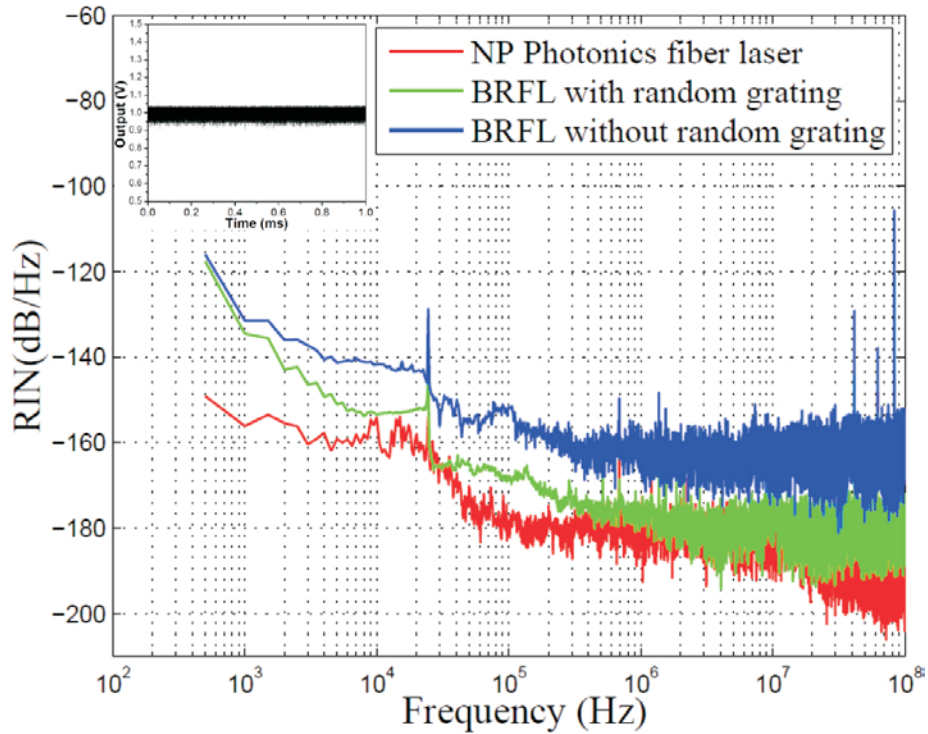 −60
−80
−100
−120
−140
−160
−180
−200
RIN(dB/Hz)
10² 10³ 10⁴ 10⁵ 10⁶ 10⁷ 10⁸
Frequency (Hz)
NP Photonics fiber laser
BRFL with random grating
BRFL without random grating
1.5
1.4
1.3
1.2
1.1
1.0
0.9
0.8
0.7
0.6
0.5
Output (V)
0.0 0.2 0.4 0.6 0.8 1.0
Time (ms)